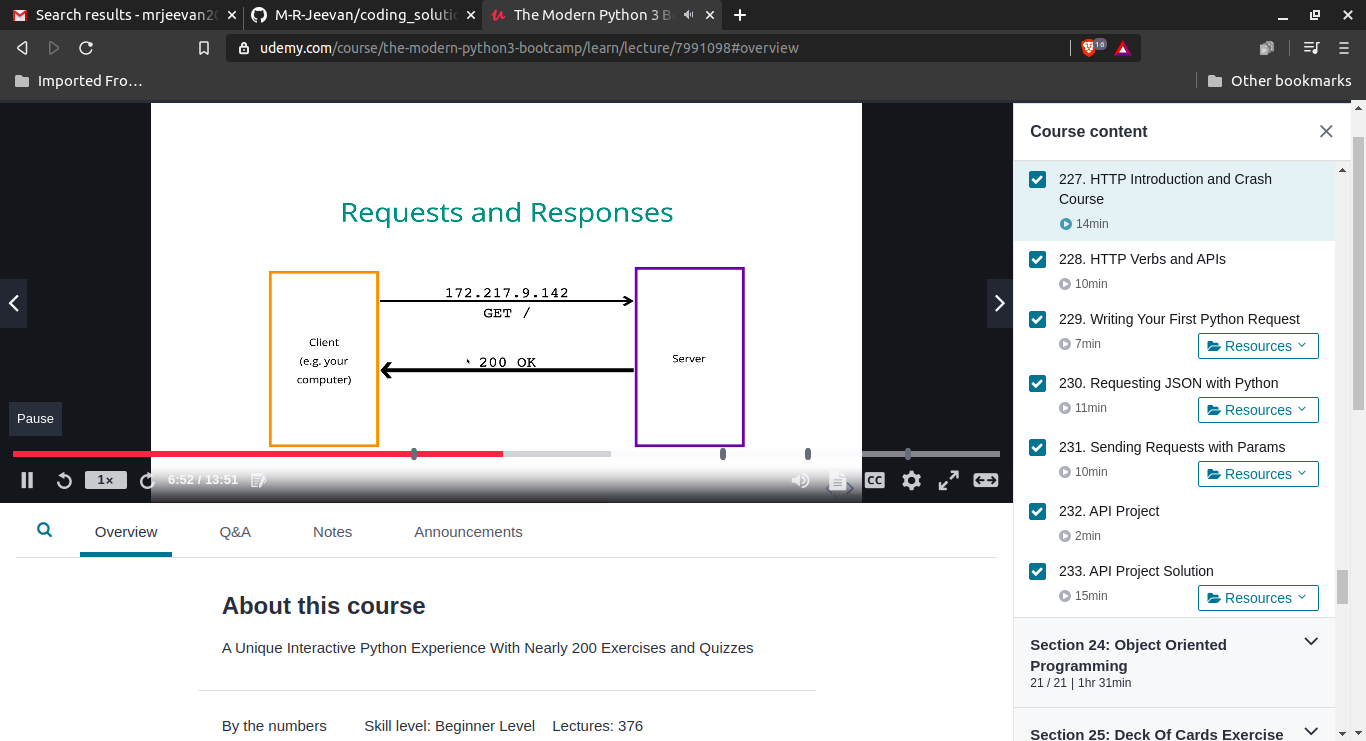 Search results - mrjeevan20
M-R-Jeevan/coding_solutio
The Modern Python 3 Bo
udemy.com/course/the-modern-python3-bootcamp/learn/lecture/7991098#overview
16
Imported Fro…
Other bookmarks
Requests and Responses
172.217.9.142
GET /
Client
(e.g. your
computer)
200 OK
Server
Pause
1×
6:52 / 13:51
CC
Overview
Q&A
Notes
Announcements
About this course
A Unique Interactive Python Experience With Nearly 200 Exercises and Quizzes
By the numbers
Skill level: Beginner Level
Lectures: 376
Course content
227. HTTP Introduction and Crash
Course
14min
228. HTTP Verbs and APIs
10min
229. Writing Your First Python Request
7min
Resources
230. Requesting JSON with Python
11min
Resources
231. Sending Requests with Params
10min
Resources
232. API Project
2min
233. API Project Solution
15min
Resources
Section 24: Object Oriented
Programming
21 / 21 | 1hr 31min
Section 25: Deck Of Cards Exercise